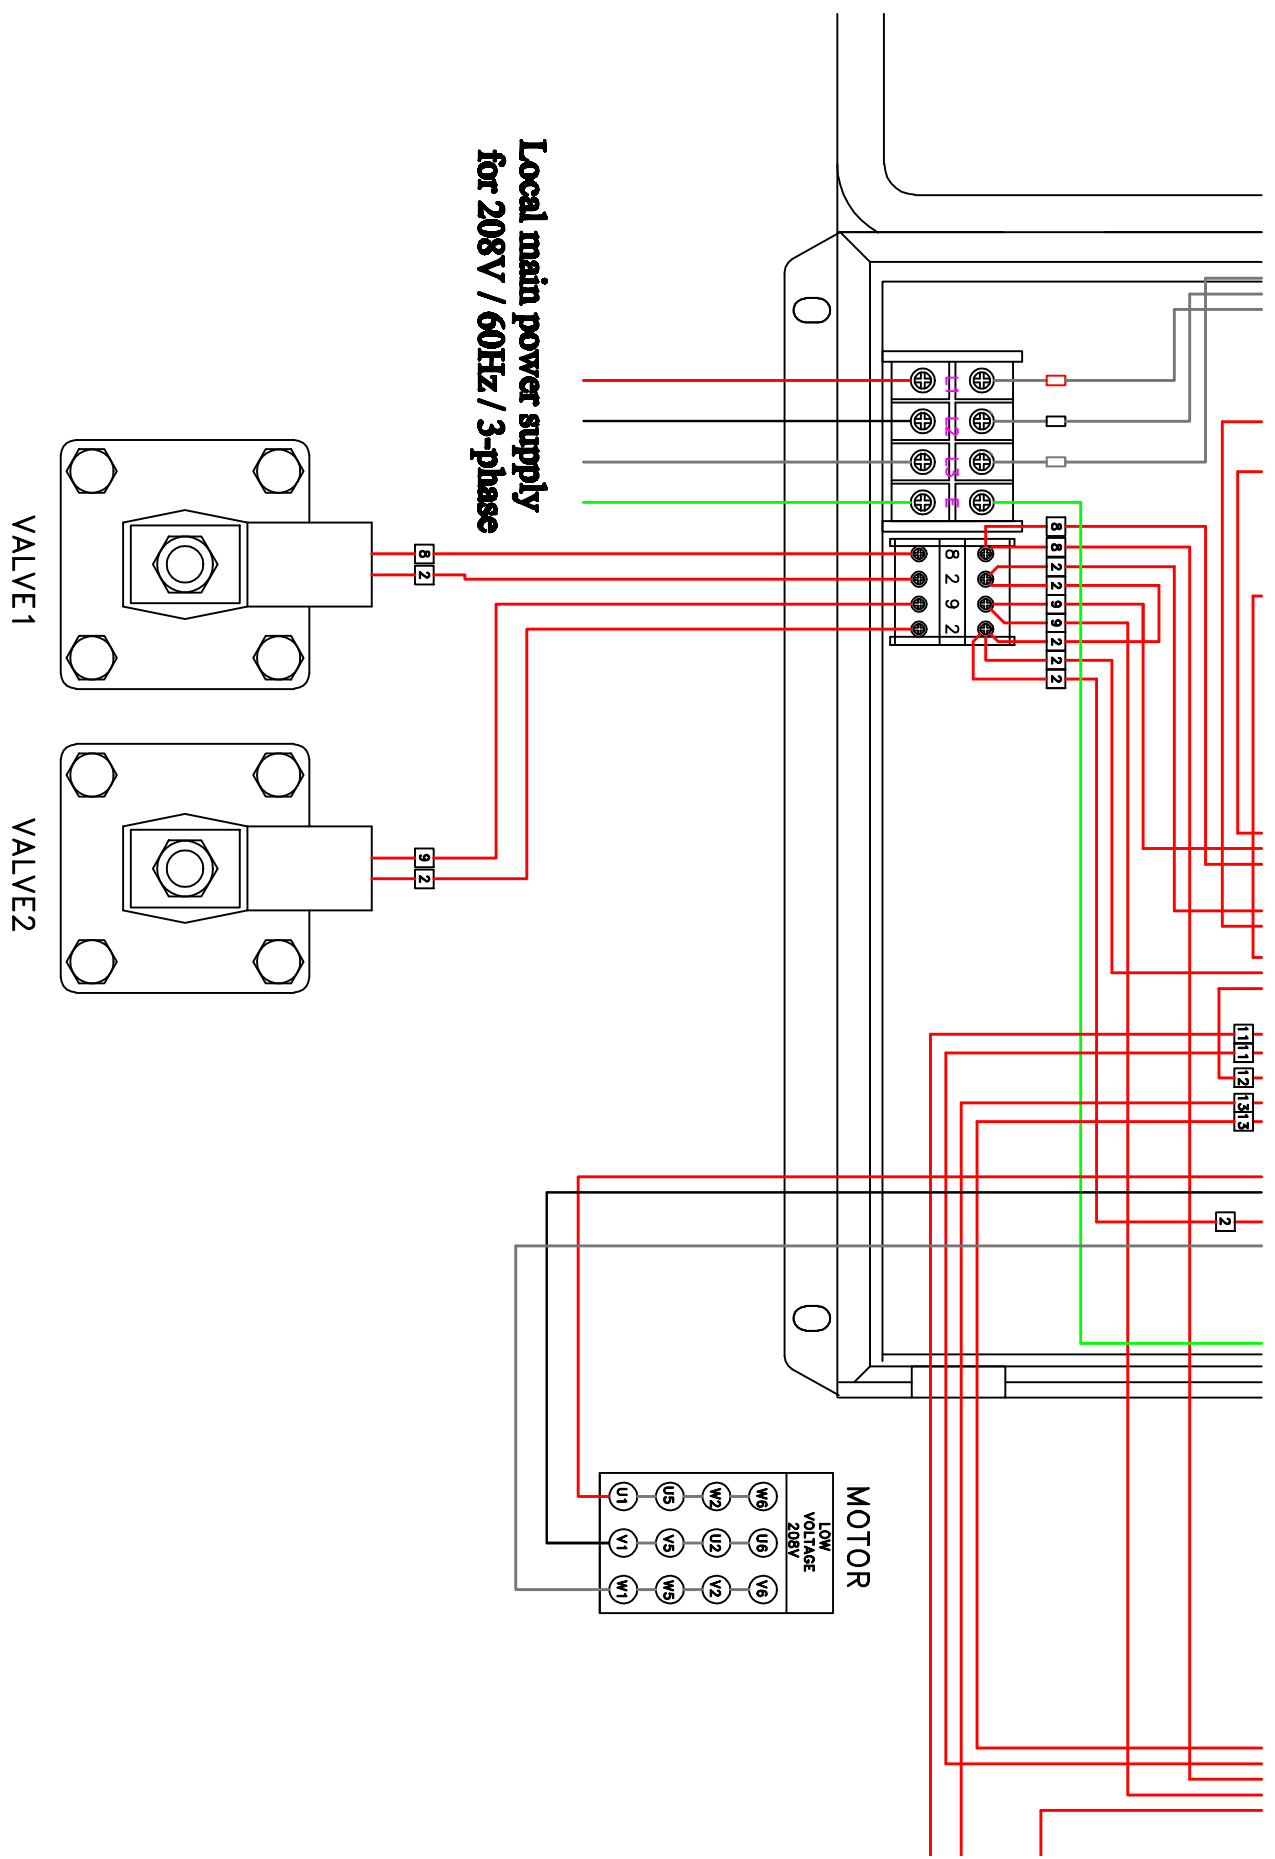 Local main power supply
for 208V / 60Hz / 3-phase
L1
L2
L3
E
8
2
9
2
8
8
2
2
9
9
2
2
2
8
2
VALVE1
9
2
VALVE2
11
11
12
13
13
2
MOTOR
LOW
VOLTAGE
208V
W6 U6 V6
W2 U2 V2
U5 V5 W5
U1 V1 W1